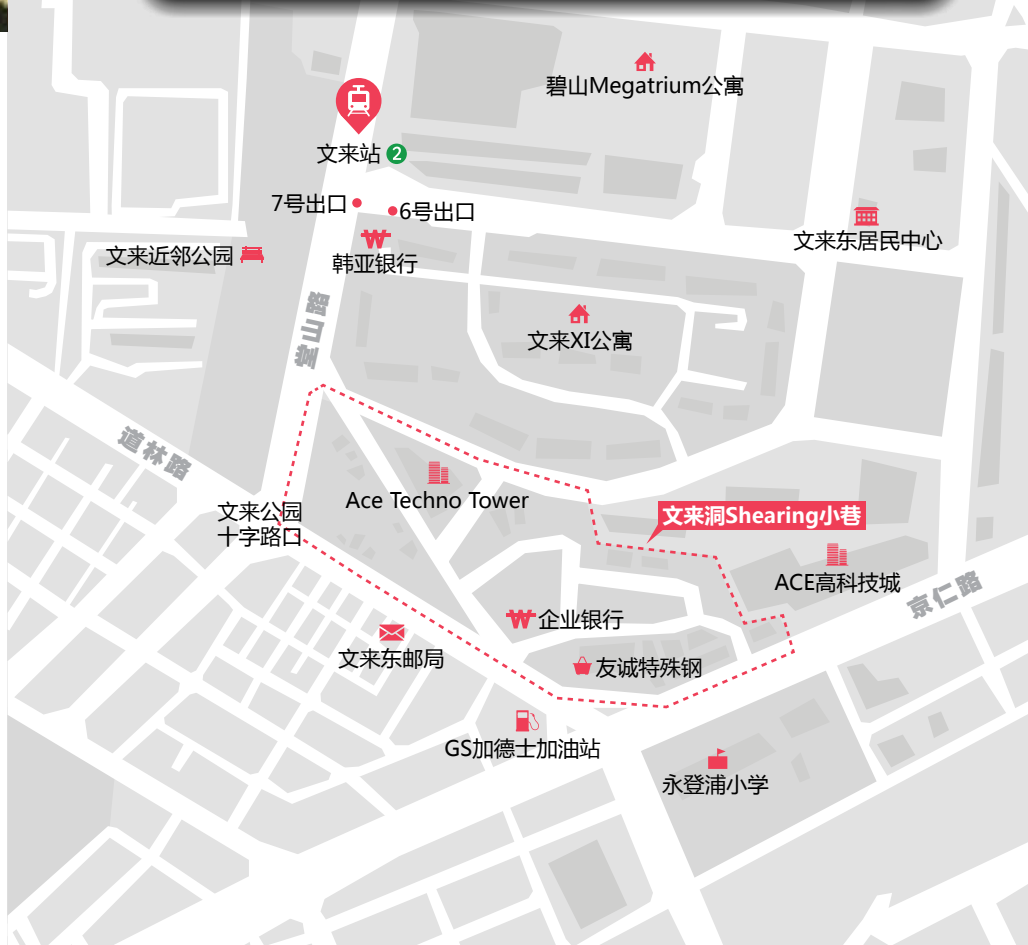 碧山Megatrium公寓
文来站 2
7号出口
6号出口
文来东居民中心
文来近邻公园
韩亚银行
堂山路
文来XI公寓
道林路
Ace Techno Tower
文来公园
十字路口
文来洞Shearing小巷
ACE高科技城
京仁路
企业银行
文来东邮局
友诚特殊钢
GS加德士加油站
永登浦小学